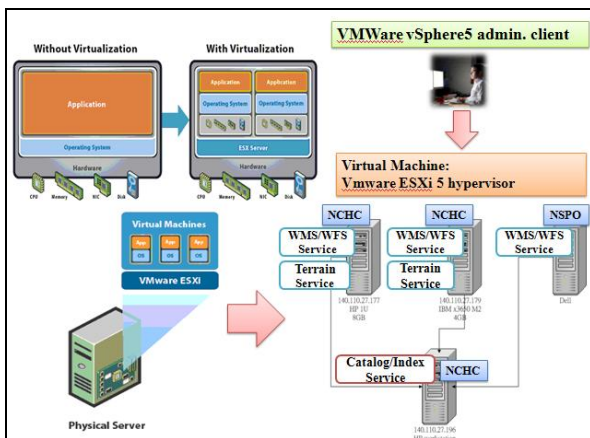 Without Virtualization
Application
Operating System
Hardware
CPU
Memory
NIC
Disk
With Virtualization
Application
Application
Operating System
Operating System
ESX Server
Hardware
CPU
Memory
NIC
Disk
VMWare vSphere5 admin. client
Virtual Machine:
Vmware ESXi 5 hypervisor
Virtual Machines
App
App
App
OS
OS
OS
VMware ESXi
Physical Server
NCHC
WMS/WFS
Service
Terrain
Service
140.110.27.177
HP 1U
8GB
NCHC
WMS/WFS
Service
Terrain
Service
140.110.27.179
IBM x3650 M2
4GB
NSPO
WMS/WFS
Service
Dell
Catalog/Index
Service
NCHC
140.110.27.196